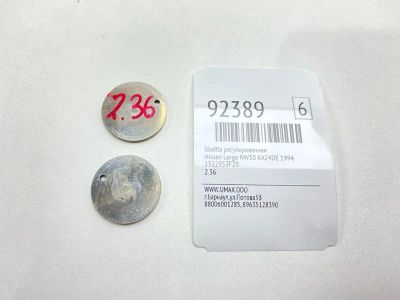 2.36
92389
6
Шайба регулировочная
Nissan Largo NW30 KA24DE 1994
1322953F20
2.36
WWW.UMAX.OOO
г.Барнаул,ул.Попова5В
88006001285, 89635128390